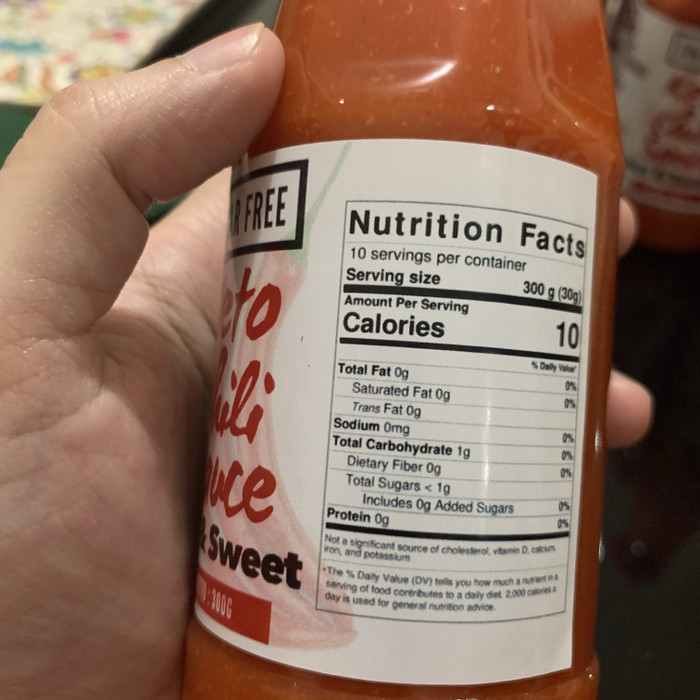 R FREE
eto
hili
uce
& Sweet
: 300G
Nutrition Facts
10 servings per container
Serving size 300 g (30g)
Amount Per Serving
Calories 10
% Daily Value*
Total Fat 0g 0%
Saturated Fat 0g 0%
Trans Fat 0g
Sodium 0mg 0%
Total Carbohydrate 1g 0%
Dietary Fiber 0g 0%
Total Sugars < 1g
Includes 0g Added Sugars 0%
Protein 0g 0%
Not a significant source of cholesterol, vitamin D, calcium,
iron, and potassium
*The % Daily Value (DV) tells you how much a nutrient in a
serving of food contributes to a daily diet. 2,000 calories a
day is used for general nutrition advice.